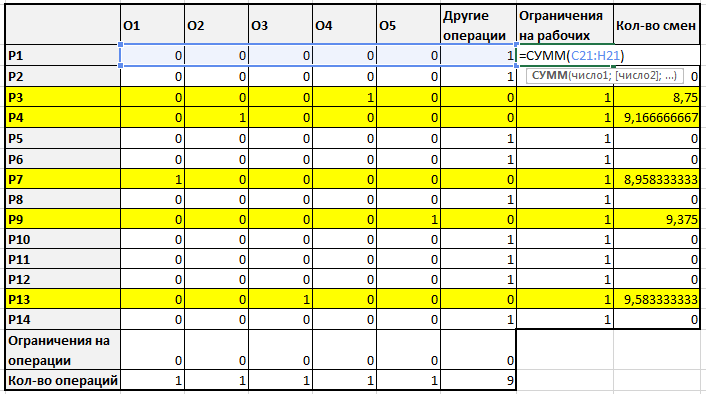 O1 O2 O3 O4 O5 Другие операции Ограничения на рабочих Кол-во смен
P1 0 0 0 0 0 1 =СУММ(C21:H21)
P2 0 0 0 0 0 1 СУММ(число1; [число2]; ...) 0
P3 0 0 0 1 0 0 1 8,75
P4 0 1 0 0 0 0 1 9,166666667
P5 0 0 0 0 0 1 1 0
P6 0 0 0 0 0 1 1 0
P7 1 0 0 0 0 0 1 8,958333333
P8 0 0 0 0 0 1 1 0
P9 0 0 0 0 1 0 1 9,375
P10 0 0 0 0 0 1 1 0
P11 0 0 0 0 0 1 1 0
P12 0 0 0 0 0 1 1 0
P13 0 0 1 0 0 0 1 9,583333333
P14 0 0 0 0 0 1 1 0
Ограничения на операции 0 0 0 0 0 0
Кол-во операций 1 1 1 1 1 9